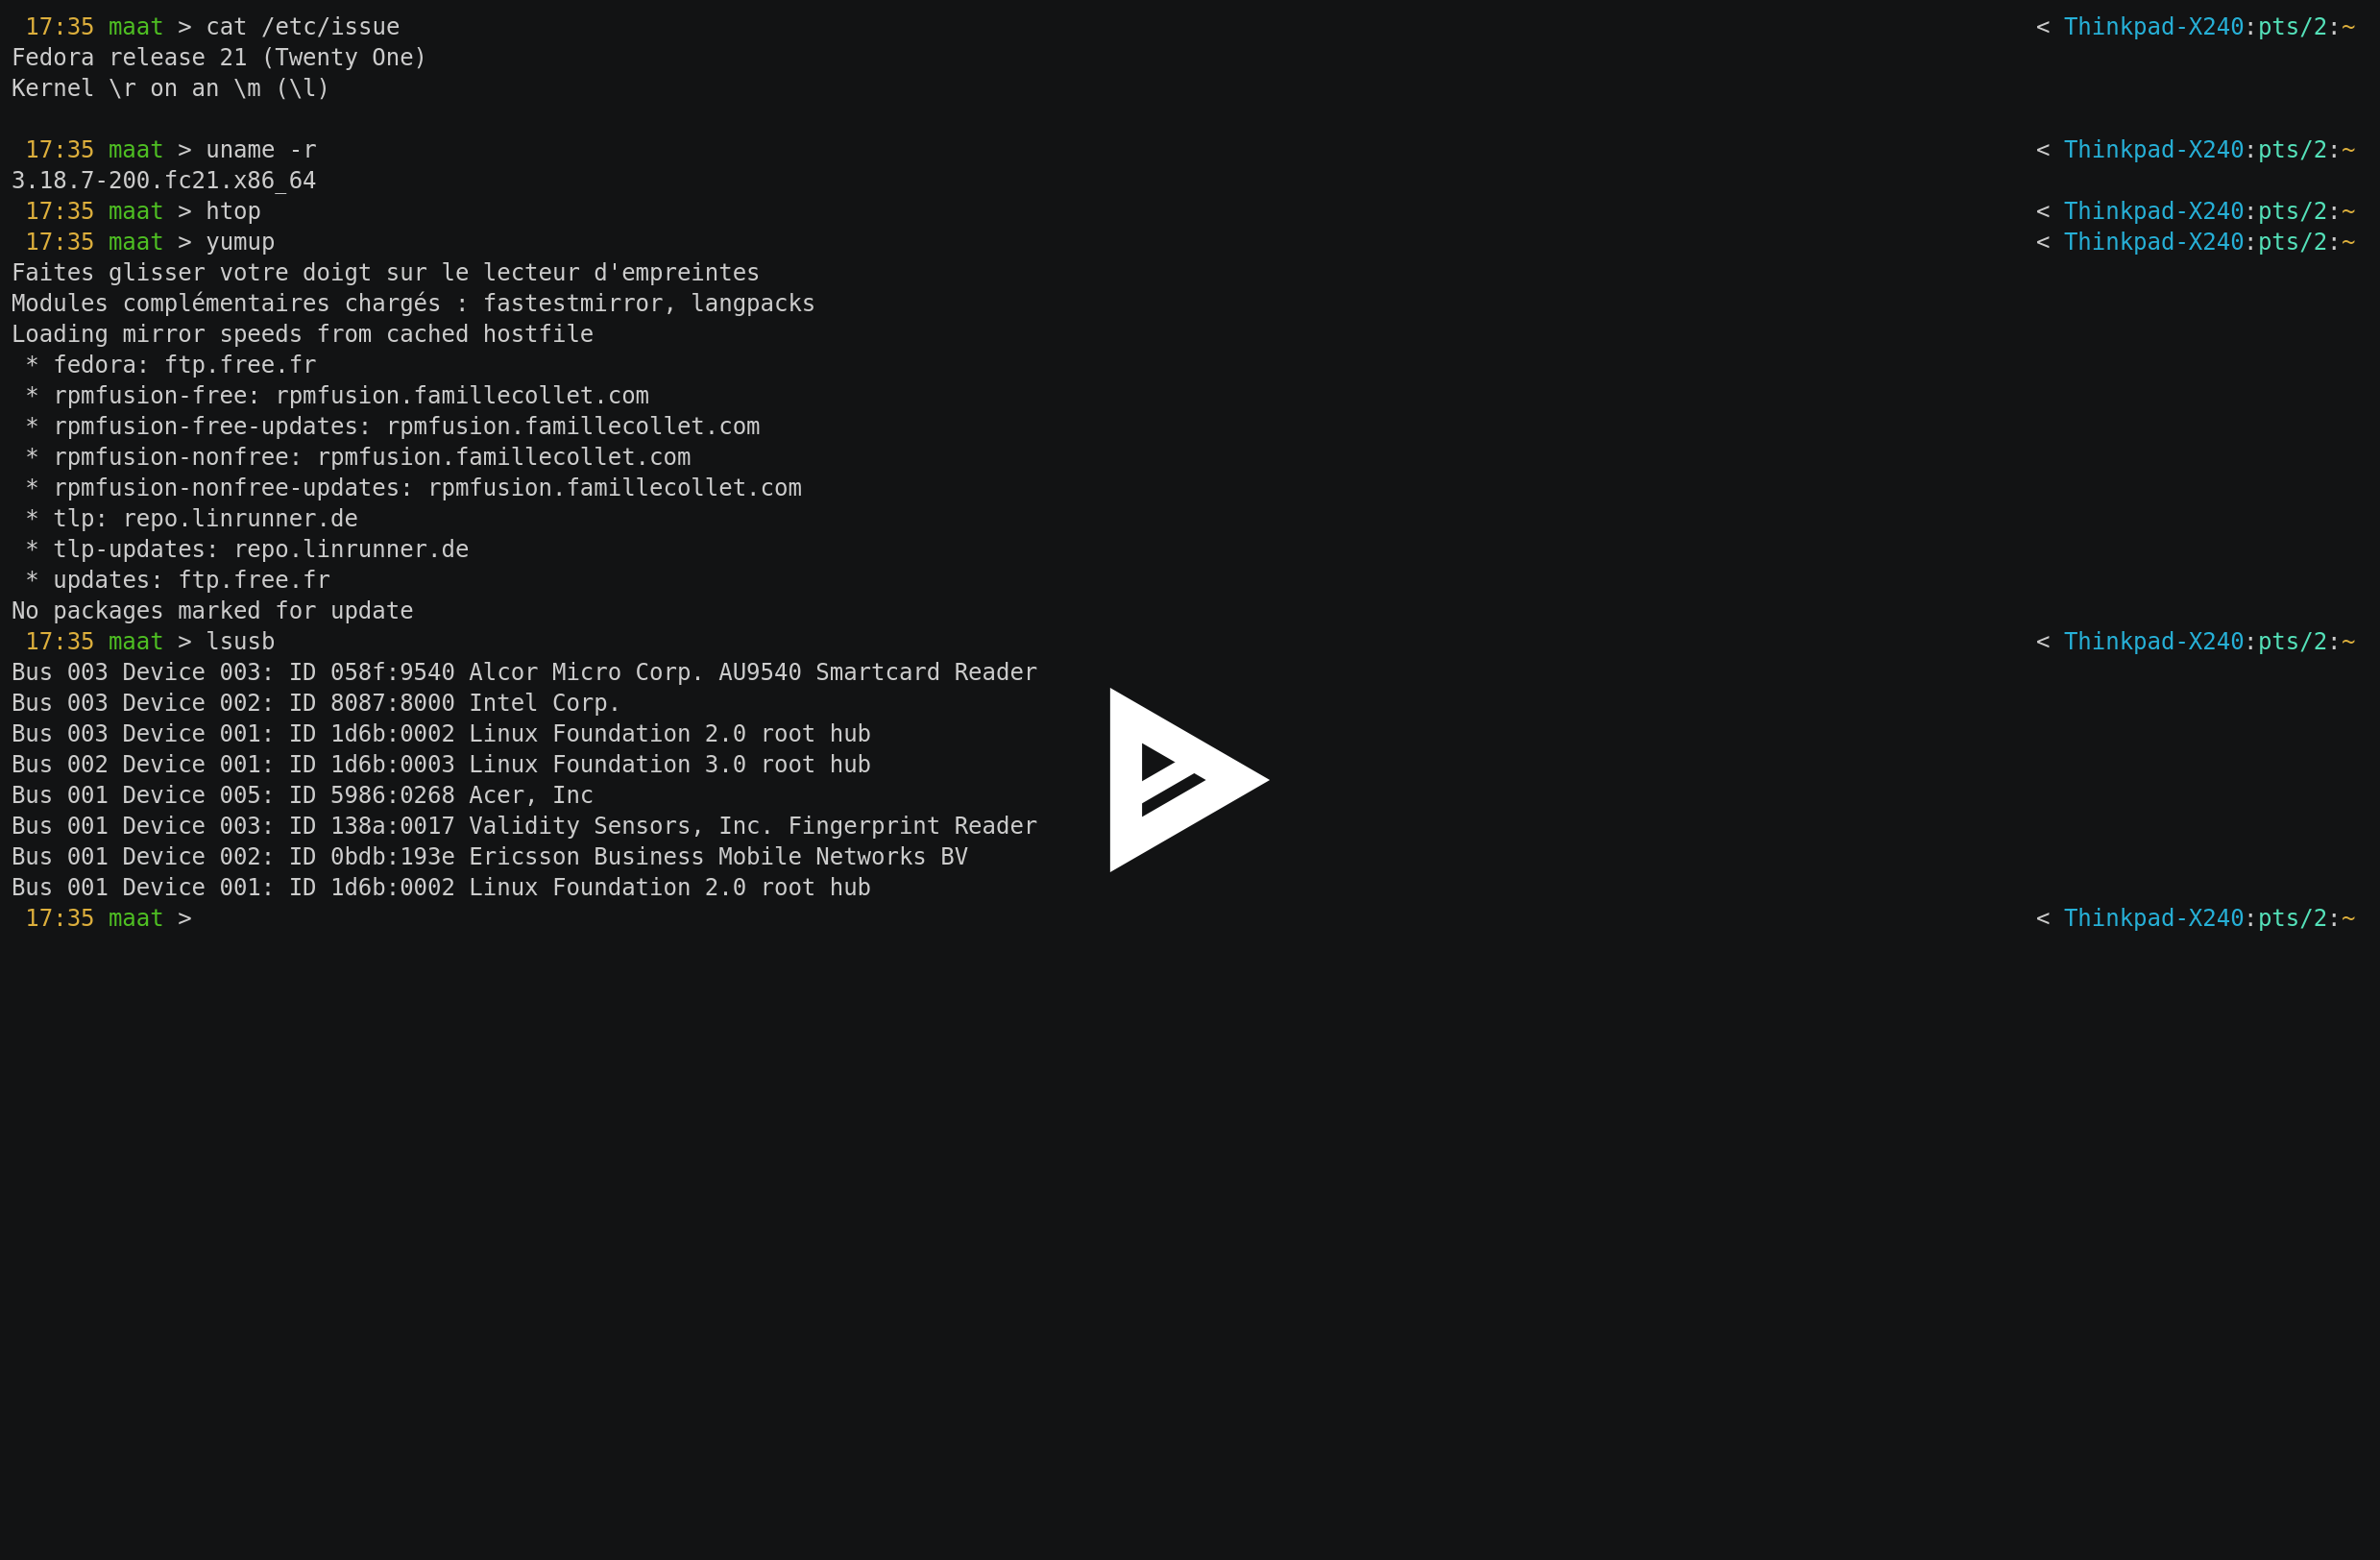 17:35 maat > cat /etc/issue < Thinkpad-X240:pts/2:~
Fedora release 21 (Twenty One)
Kernel \r on an \m (\l)
17:35 maat > uname -r < Thinkpad-X240:pts/2:~
3.18.7-200.fc21.x86_64
17:35 maat > htop < Thinkpad-X240:pts/2:~
17:35 maat > yumup < Thinkpad-X240:pts/2:~
Faites glisser votre doigt sur le lecteur d'empreintes
Modules complémentaires chargés : fastestmirror, langpacks
Loading mirror speeds from cached hostfile
* fedora: ftp.free.fr
* rpmfusion-free: rpmfusion.famillecollet.com
* rpmfusion-free-updates: rpmfusion.famillecollet.com
* rpmfusion-nonfree: rpmfusion.famillecollet.com
* rpmfusion-nonfree-updates: rpmfusion.famillecollet.com
* tlp: repo.linrunner.de
* tlp-updates: repo.linrunner.de
* updates: ftp.free.fr
No packages marked for update
17:35 maat > lsusb < Thinkpad-X240:pts/2:~
Bus 003 Device 003: ID 058f:9540 Alcor Micro Corp. AU9540 Smartcard Reader
Bus 003 Device 002: ID 8087:8000 Intel Corp.
Bus 003 Device 001: ID 1d6b:0002 Linux Foundation 2.0 root hub
Bus 002 Device 001: ID 1d6b:0003 Linux Foundation 3.0 root hub
Bus 001 Device 005: ID 5986:0268 Acer, Inc
Bus 001 Device 003: ID 138a:0017 Validity Sensors, Inc. Fingerprint Reader
Bus 001 Device 002: ID 0bdb:193e Ericsson Business Mobile Networks BV
Bus 001 Device 001: ID 1d6b:0002 Linux Foundation 2.0 root hub
17:35 maat > < Thinkpad-X240:pts/2:~